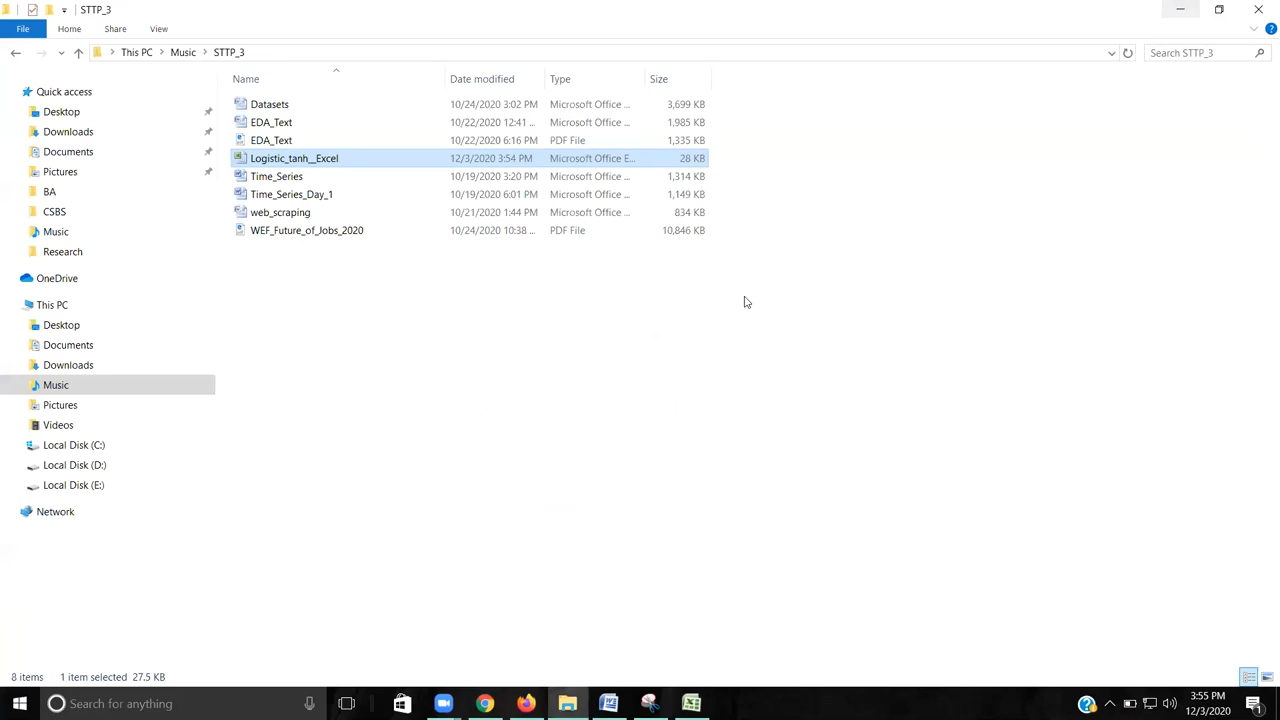 STTP_3
File Home Share View
This PC Music STTP_3 Search STTP_3
Name Date modified Type Size
Quick access
Desktop
Downloads
Documents
Pictures
BA
CSBS
Music
Research
OneDrive
This PC
Desktop
Documents
Downloads
Music
Pictures
Videos
Local Disk (C:)
Local Disk (D:)
Local Disk (E:)
Network
Datasets 10/24/2020 3:02 PM Microsoft Office ... 3,699 KB
EDA_Text 10/22/2020 12:41 ... Microsoft Office ... 1,985 KB
EDA_Text 10/22/2020 6:16 PM PDF File 1,335 KB
Logistic_tanh__Excel 12/3/2020 3:54 PM Microsoft Office E... 28 KB
Time_Series 10/19/2020 3:20 PM Microsoft Office ... 1,314 KB
Time_Series_Day_1 10/19/2020 6:01 PM Microsoft Office ... 1,149 KB
web_scraping 10/21/2020 1:44 PM Microsoft Office ... 834 KB
WEF_Future_of_Jobs_2020 10/24/2020 10:38 ... PDF File 10,846 KB
8 items 1 item selected 27.5 KB
Search for anything
3:55 PM
12/3/2020
1